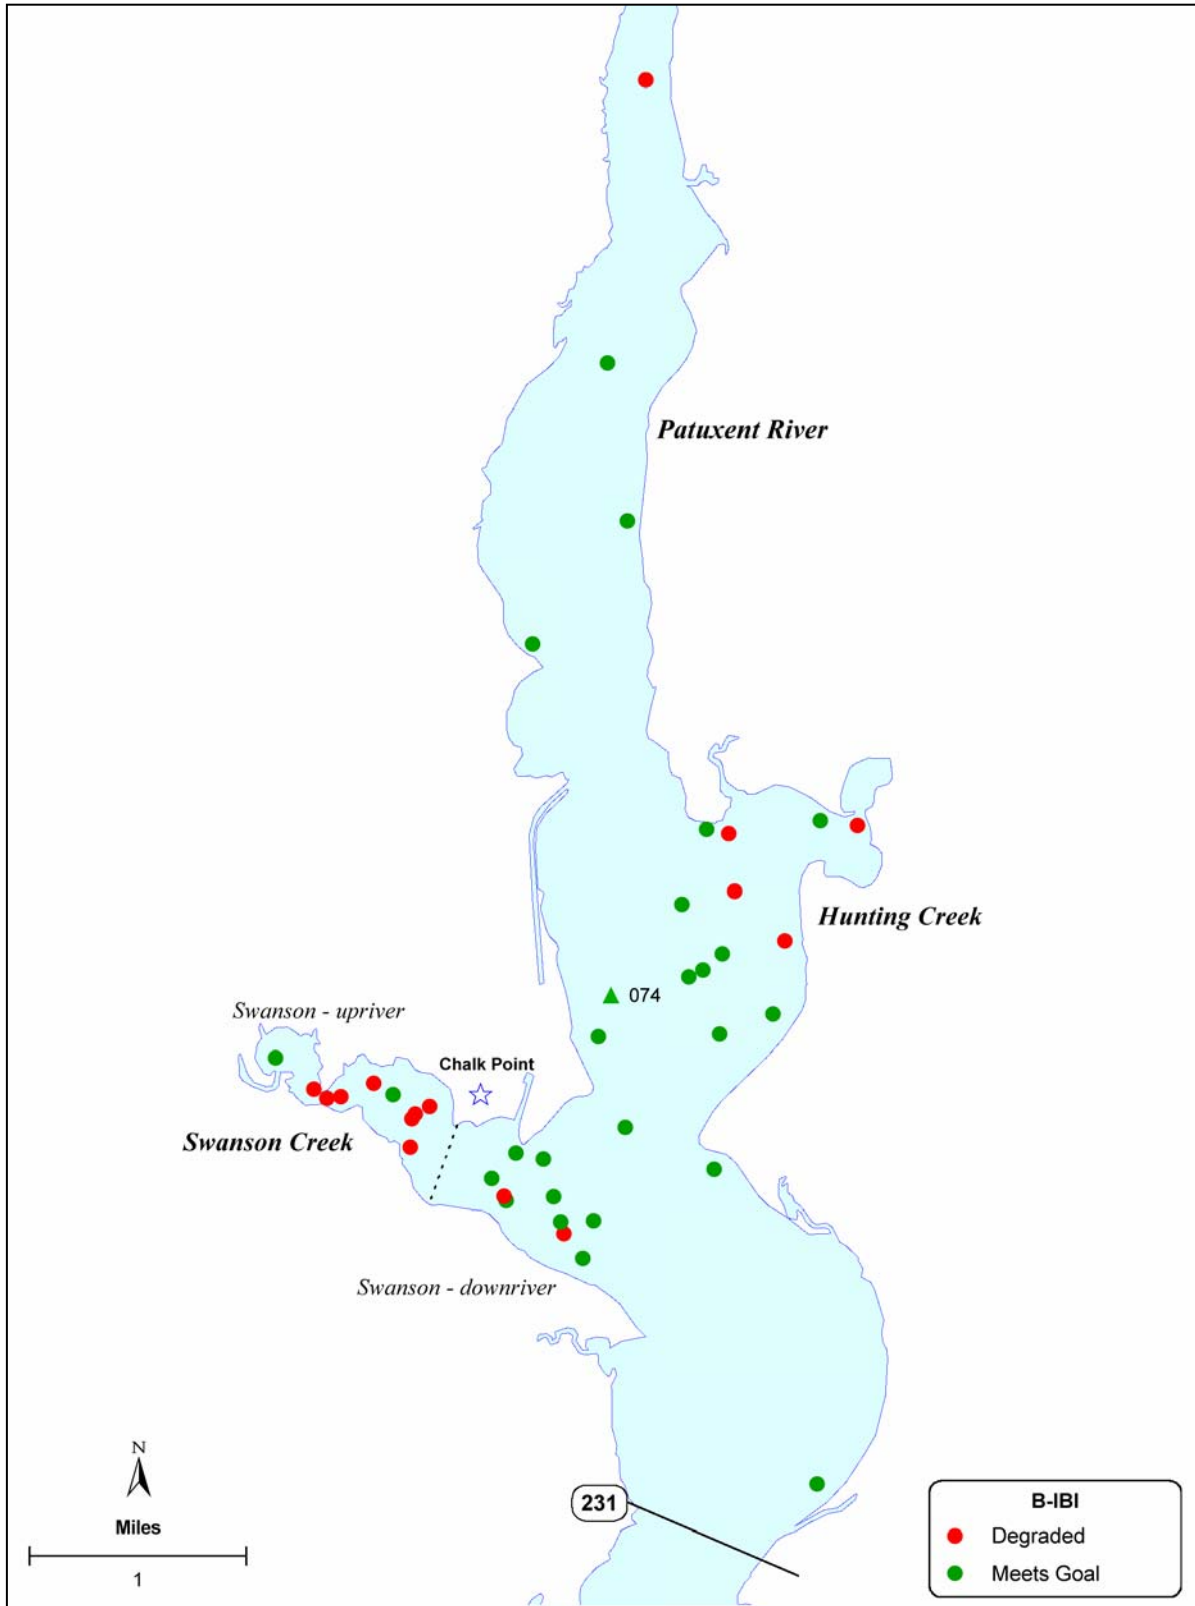 Patuxent River
Hunting Creek
074
Swanson - upriver
Chalk Point
Swanson Creek
Swanson - downriver
N
Miles
1
231
B-IBI
Degraded
Meets Goal